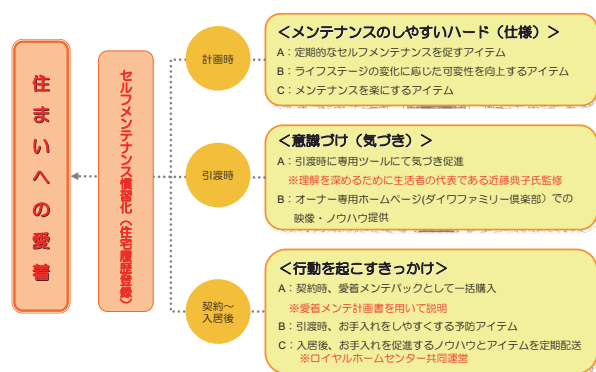 住まいへの愛着
セルフメンテナンス慣習化（住宅履歴登録）
計画時
＜メンテナンスのしやすいハード（仕様）＞
A：定期的なセルフメンテナンスを促すアイテム
B：ライフステージの変化に応じた可変性を向上するアイテム
C：メンテナンスを楽にするアイテム
引渡時
＜意識づけ（気づき）＞
A：引渡時に専用ツールにて気づき促進
※理解を深めるために生活者の代表である近藤典子氏監修
B：オーナー専用ホームページ(ダイワファミリー倶楽部）での
映像・ノウハウ提供
契約～
入居後
＜行動を起こすきっかけ＞
A：契約時、愛着メンテパックとして一括購入
※愛着メンテ計画書を用いて説明
B：引渡時、お手入れをしやすくする予防アイテム
C：入居後、お手入れを促進するノウハウとアイテムを定期配送
※ロイヤルホームセンター共同運営